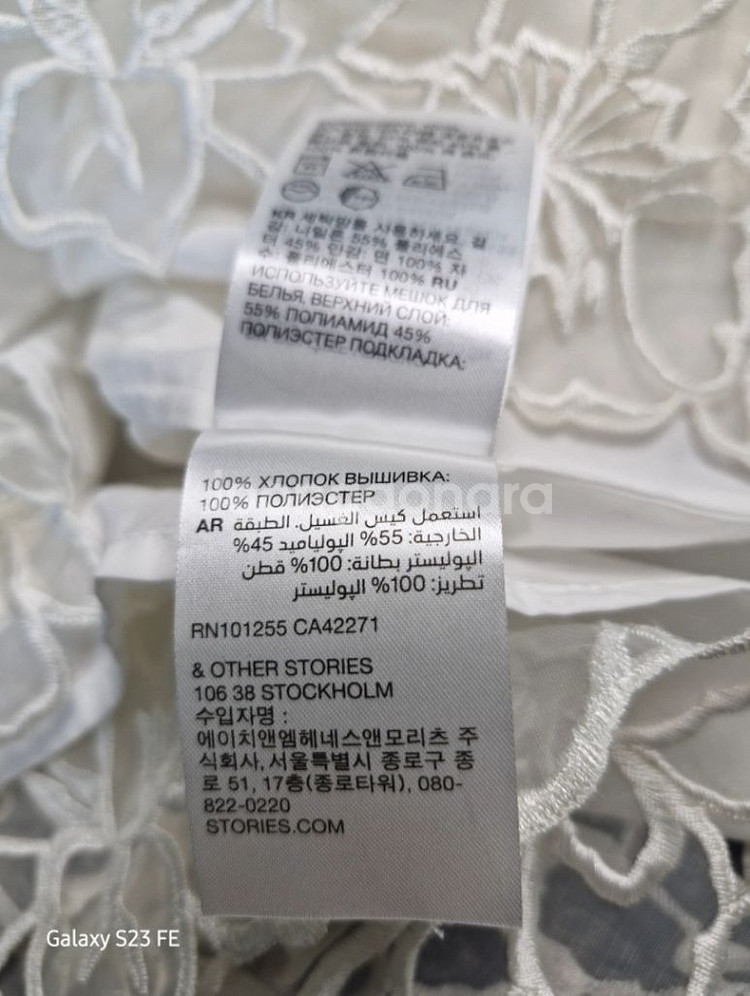 KR 세탁망을 사용하세요. 겉
감: 나일론 55% 폴리에스
터 45% 안감: 면 100% 자
수: 폴리에스터 100% RU
ИСПОЛЬЗУЙТЕ МЕШОК ДЛЯ
БЕЛЬЯ, ВЕРХНИЙ СЛОЙ:
55% ПОЛИАМИД 45%
ПОЛИЭСТЕР ПОДКЛАДКА:
100% ХЛОПОК ВЫШИВКА:
100% ПОЛИЭСТЕР
AR استعمل كيس الغسيل. الطبقة
الخارجية: 55% البولياميد 45%
البوليستر بطانة: 100% قطن
تطريز: 100% البوليستر
RN101255 CA42271
& OTHER STORIES
106 38 STOCKHOLM
수입자명 :
에이치앤엠헤네스앤모리츠 주
식회사, 서울특별시 종로구 종
로 51, 17층(종로타워), 080-
822-0220
STORIES.COM
Galaxy S23 FE